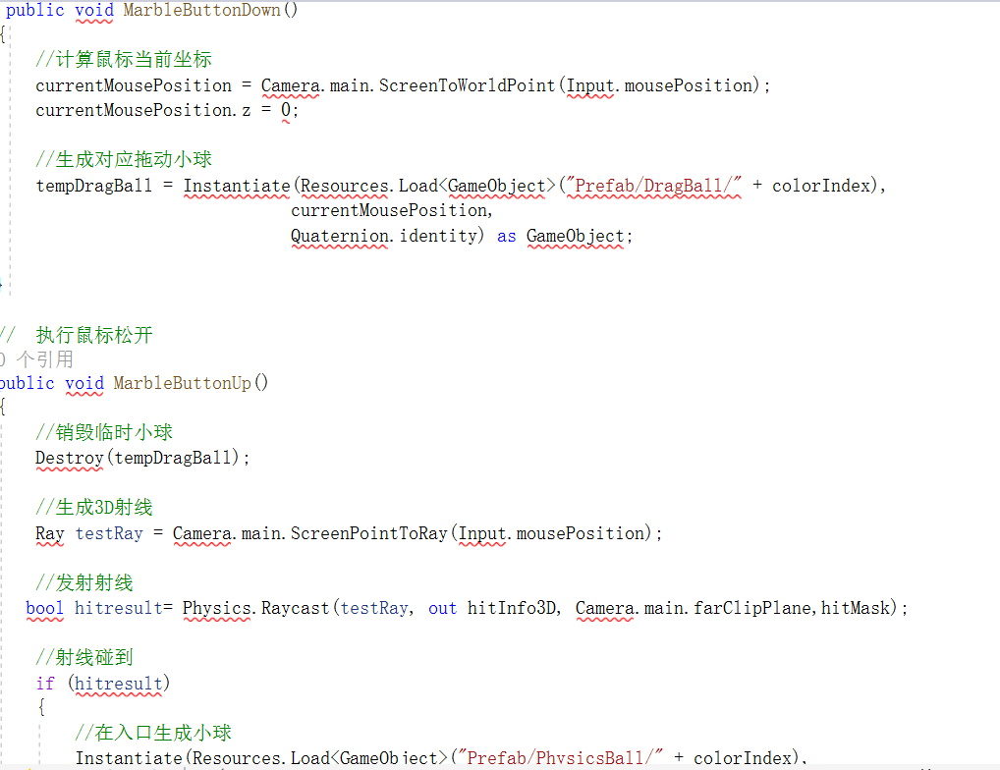 public void MarbleButtonDown()
{
//计算鼠标当前坐标
currentMousePosition = Camera.main.ScreenToWorldPoint(Input.mousePosition);
currentMousePosition.z = 0;
//生成对应拖动小球
tempDragBall = Instantiate(Resources.Load<GameObject>("Prefab/DragBall/" + colorIndex),
currentMousePosition,
Quaternion.identity) as GameObject;
}
// 执行鼠标松开
0 个引用
public void MarbleButtonUp()
{
//销毁临时小球
Destroy(tempDragBall);
//生成3D射线
Ray testRay = Camera.main.ScreenPointToRay(Input.mousePosition);
//发射射线
bool hitresult= Physics.Raycast(testRay, out hitInfo3D, Camera.main.farClipPlane,hitMask);
//射线碰到
if (hitresult)
{
//在入口生成小球
Instantiate(Resources.Load<GameObject>("Prefab/PhysicsBall/" + colorIndex),